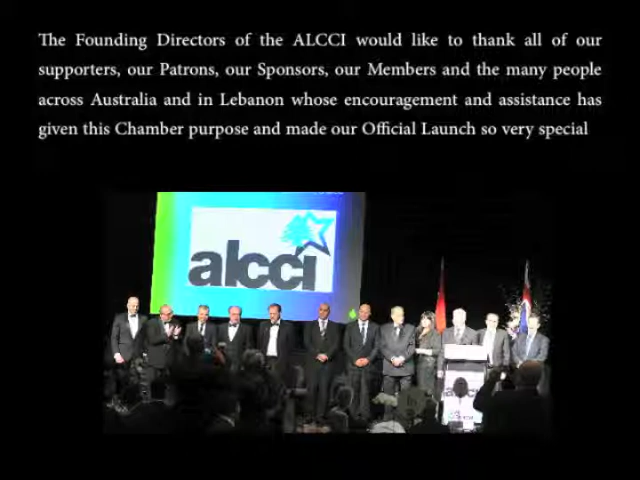 The Founding Directors of the ALCCI would like to thank all of our
supporters, our Patrons, our Sponsors, our Members and the many people
across Australia and in Lebanon whose encouragement and assistance has
given this Chamber purpose and made our Official Launch so very special
alcci